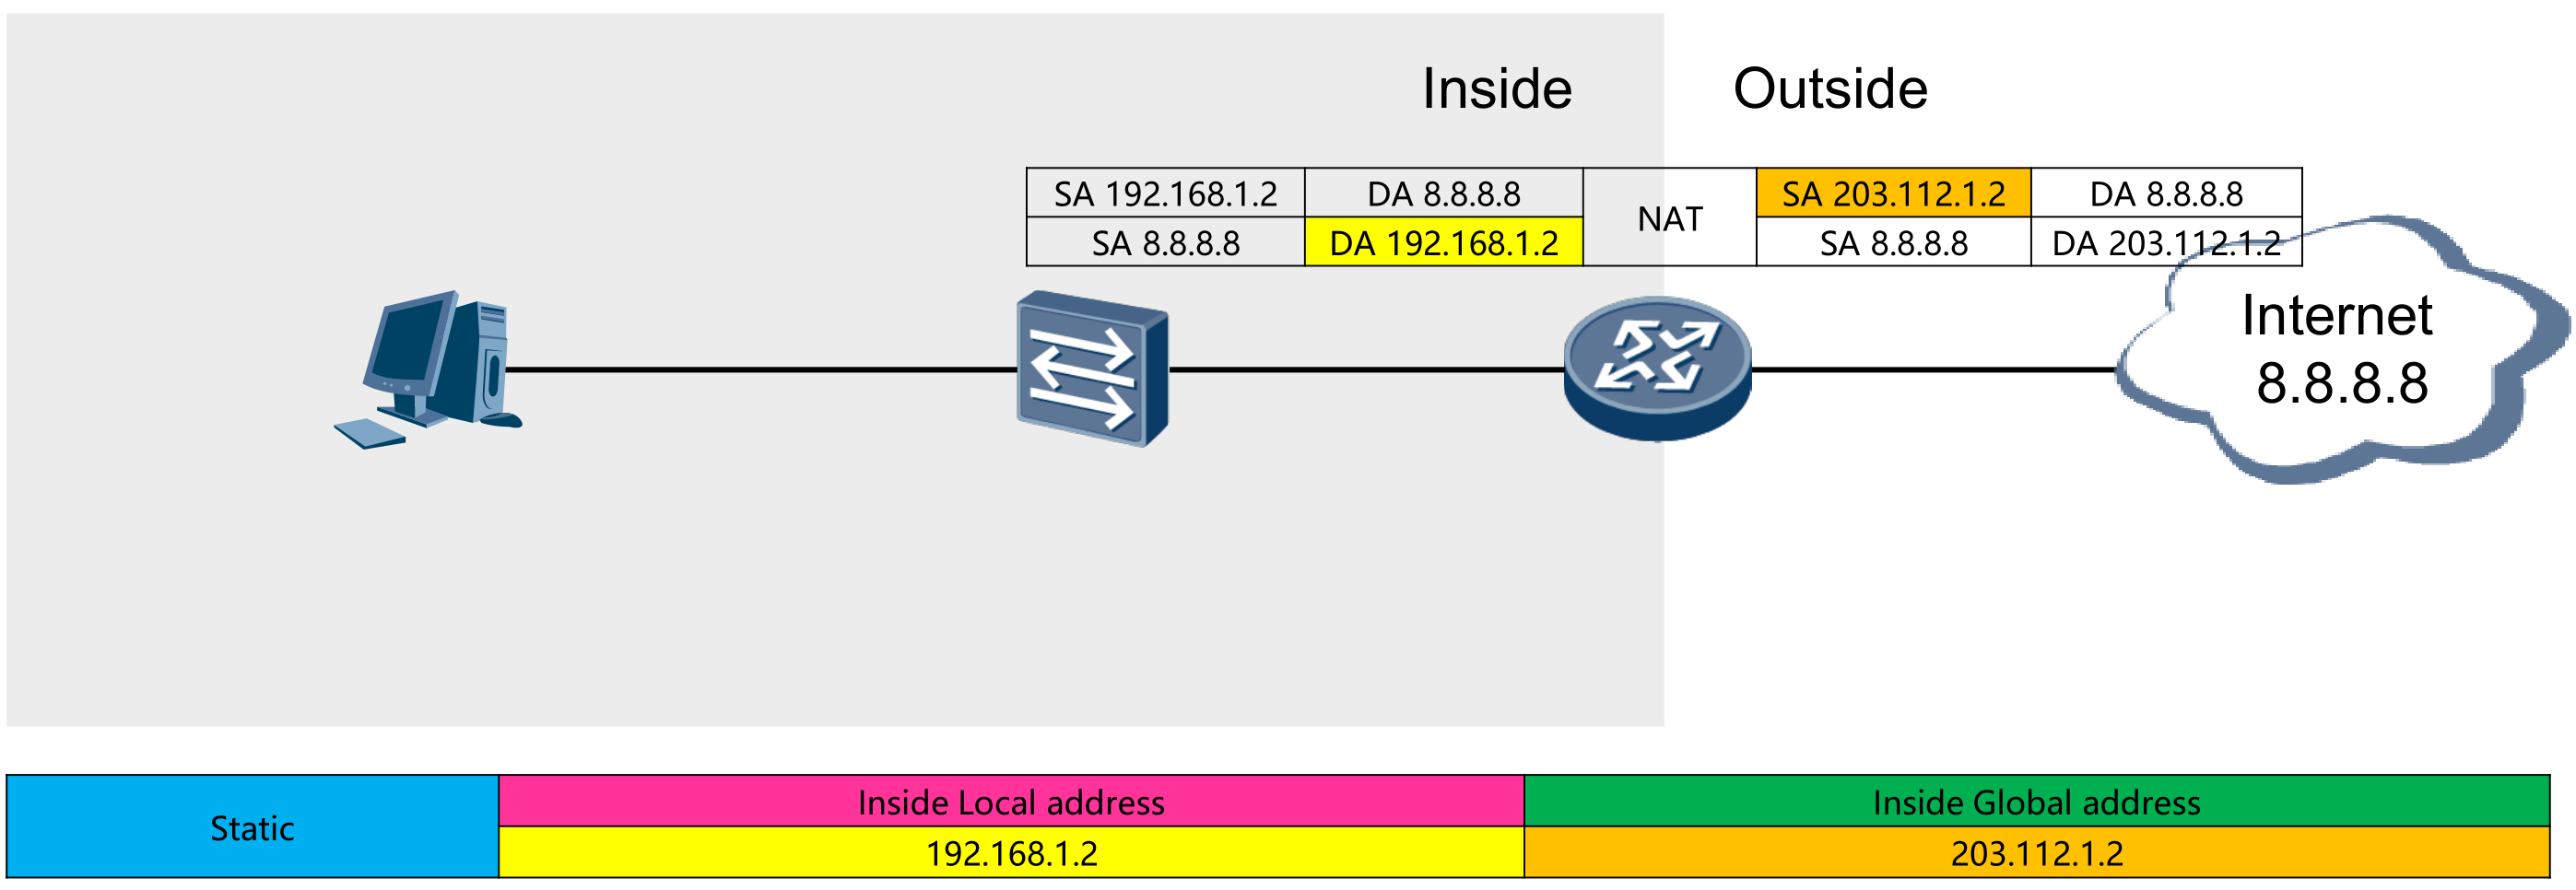 Inside Outside
SA 192.168.1.2 DA 8.8.8.8 NAT SA 203.112.1.2 DA 8.8.8.8
SA 8.8.8.8 DA 192.168.1.2 SA 8.8.8.8 DA 203.112.1.2
Internet
8.8.8.8
Static Inside Local address Inside Global address
192.168.1.2 203.112.1.2